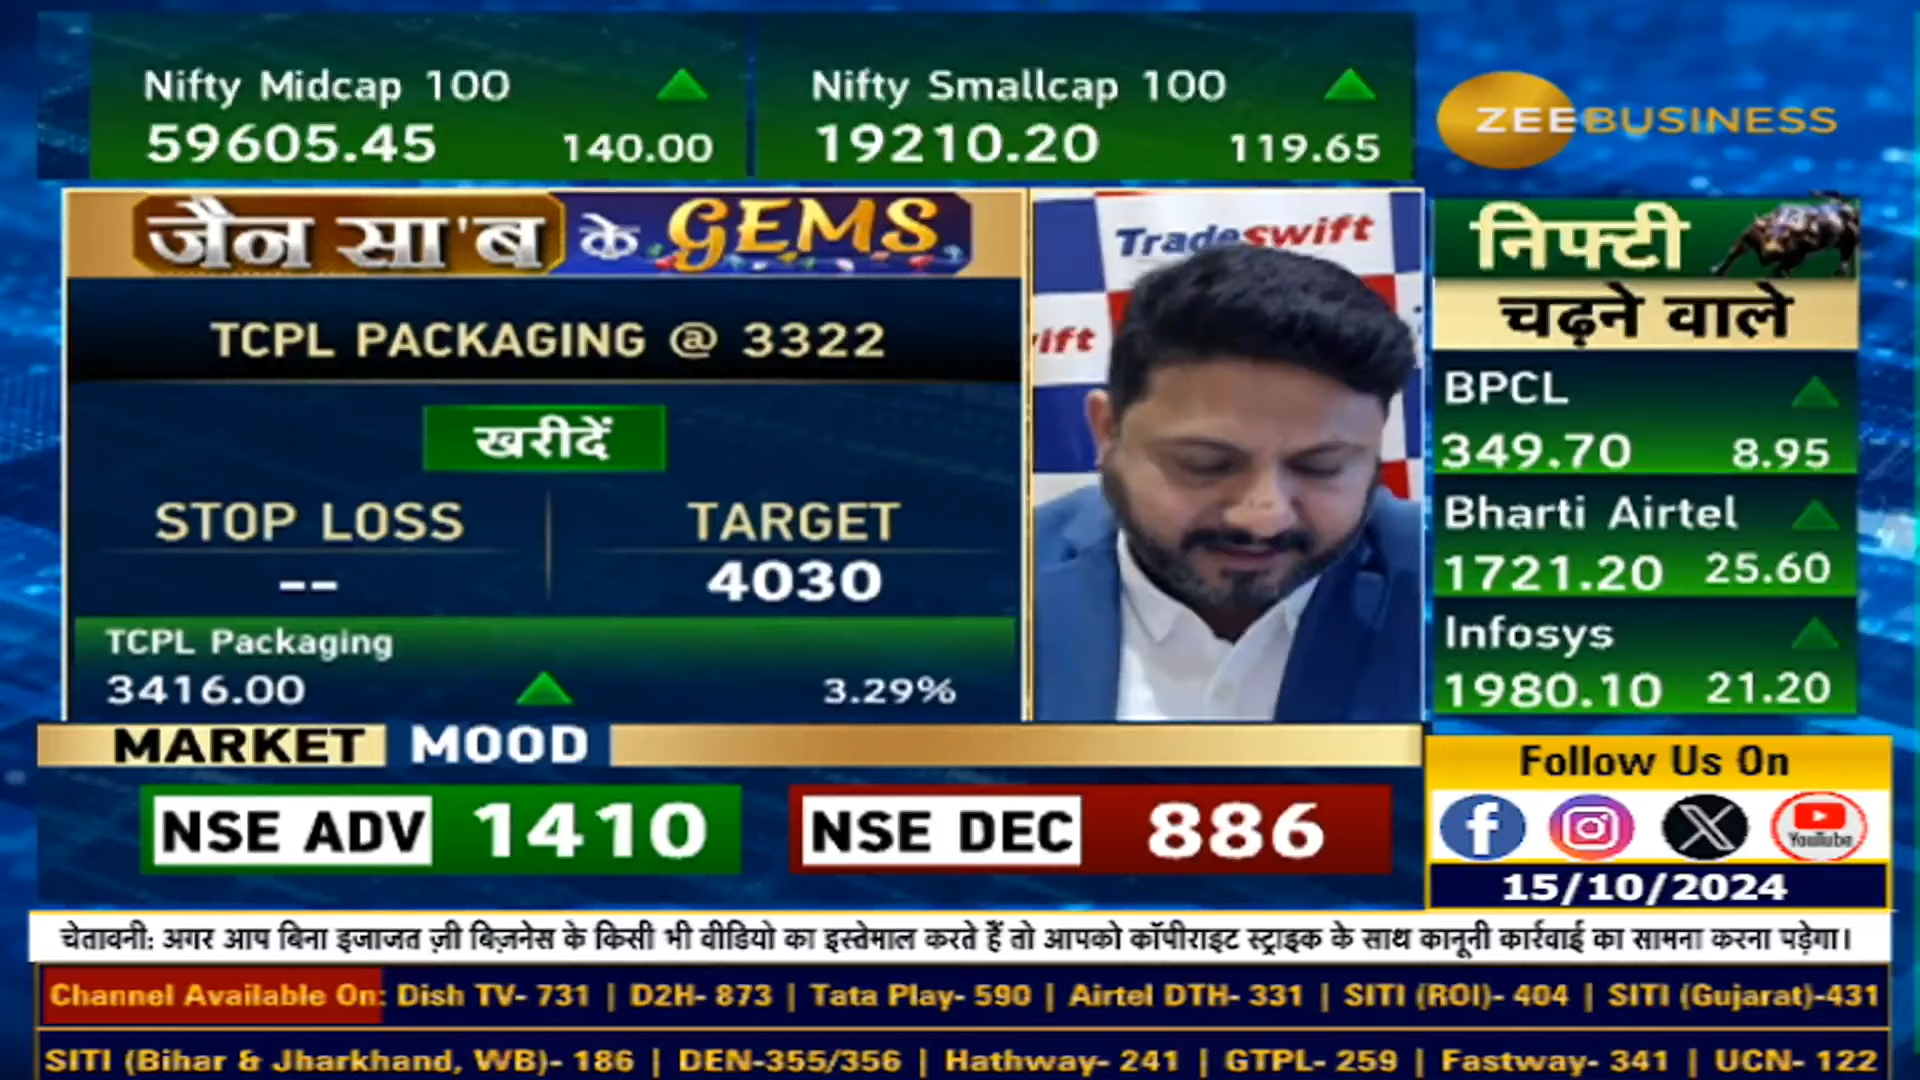 Nifty Midcap 100
59605.45 140.00
Nifty Smallcap 100
19210.20 119.65
ZEEBUSINESS
जैन सा'ब के GEMS
TCPL PACKAGING @ 3322
खरीदें
STOP LOSS
--
TARGET
4030
TCPL Packaging
3416.00 3.29%
Tradeswift
ift
निफ्टी
चढ़ने वाले
BPCL
349.70 8.95
Bharti Airtel
1721.20 25.60
Infosys
1980.10 21.20
MARKET MOOD
NSE ADV 1410
NSE DEC 886
Follow Us On
YouTube
15/10/2024
चेतावनी: अगर आप बिना इजाजत ज़ी बिज़नेस के किसी भी वीडियो का इस्तेमाल करते हैं तो आपको कॉपीराइट स्ट्राइक के साथ कानूनी कार्रवाई का सामना करना पड़ेगा।
Channel Available On: Dish TV- 731 | D2H- 873 | Tata Play- 590 | Airtel DTH- 331 | SITI (ROI)- 404 | SITI (Gujarat)-431
SITI (Bihar & Jharkhand, WB)- 186 | DEN-355/356 | Hathway- 241 | GTPL- 259 | Fastway- 341 | UCN- 122